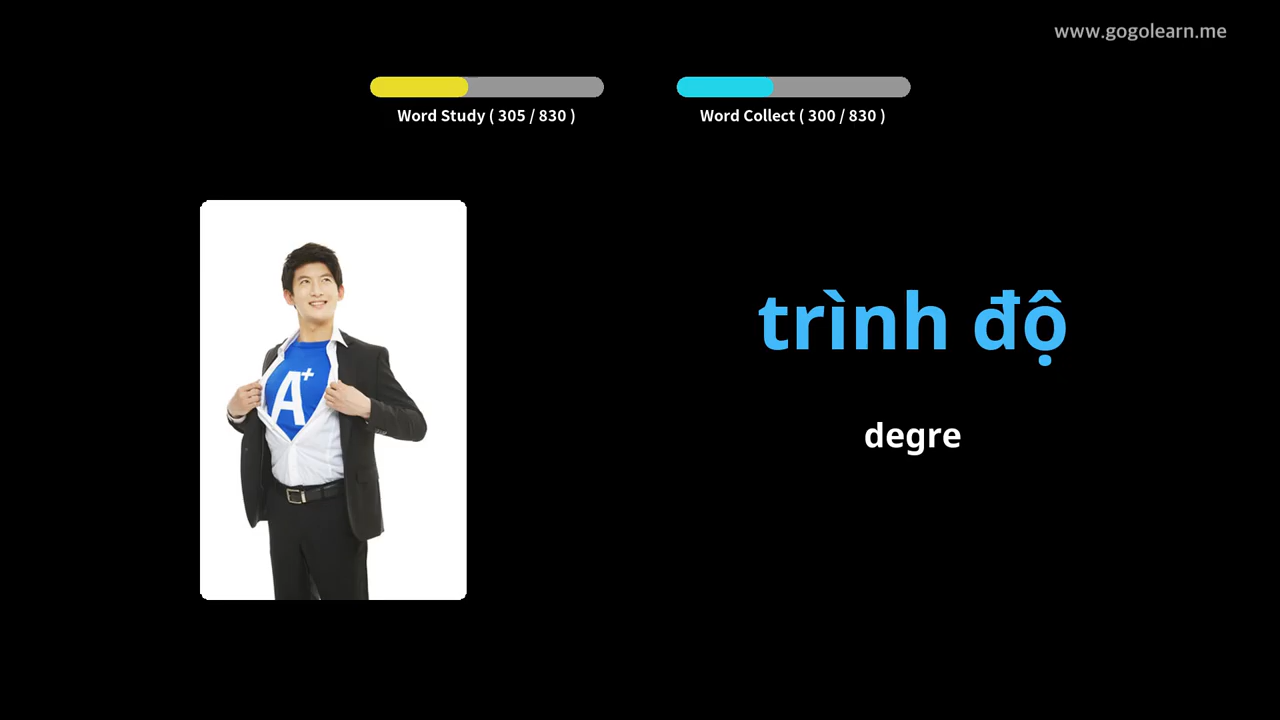 www.gogolearn.me
Word Study ( 305 / 830 )
Word Collect ( 300 / 830 )
A+
trình độ
degre